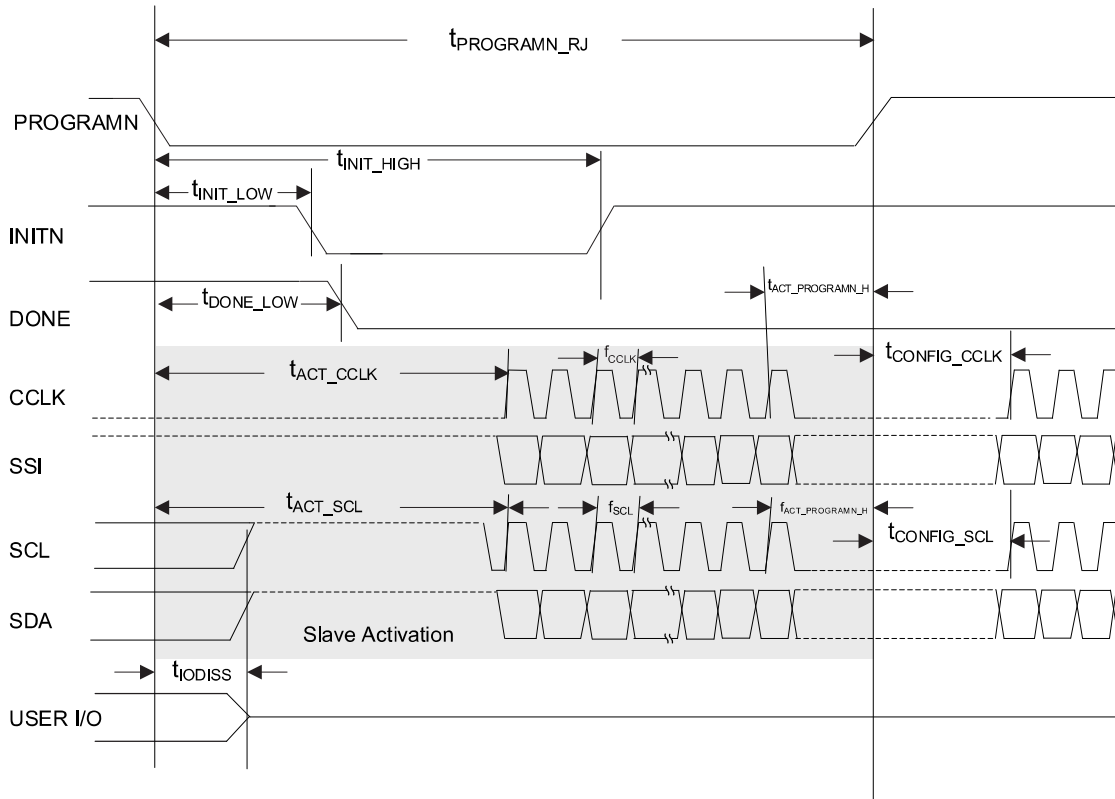 tPROGRAMN_RJ
PROGRAMN
tINIT_HIGH
tINIT_LOW
INITN
tDONE_LOW
tACT_PROGRAMN_H
DONE
tACT_CCLK
fCCLK
tCONFIG_CCLK
CCLK
SSI
tACT_SCL
fSCL
fACT_PROGRAMN_H
tCONFIG_SCL
SCL
SDA
Slave Activation
tIODISS
USER I/O